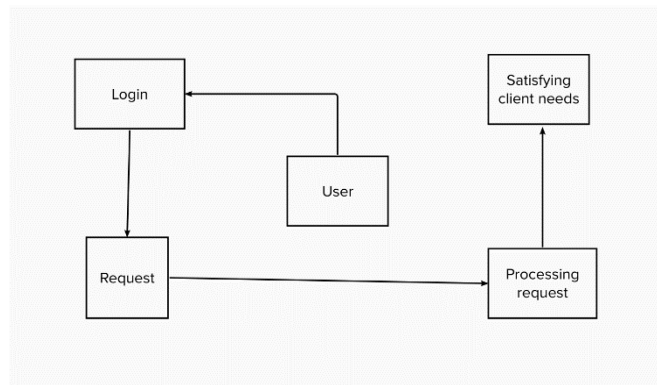 Login
Satisfying
client needs
User
Request
Processing
request